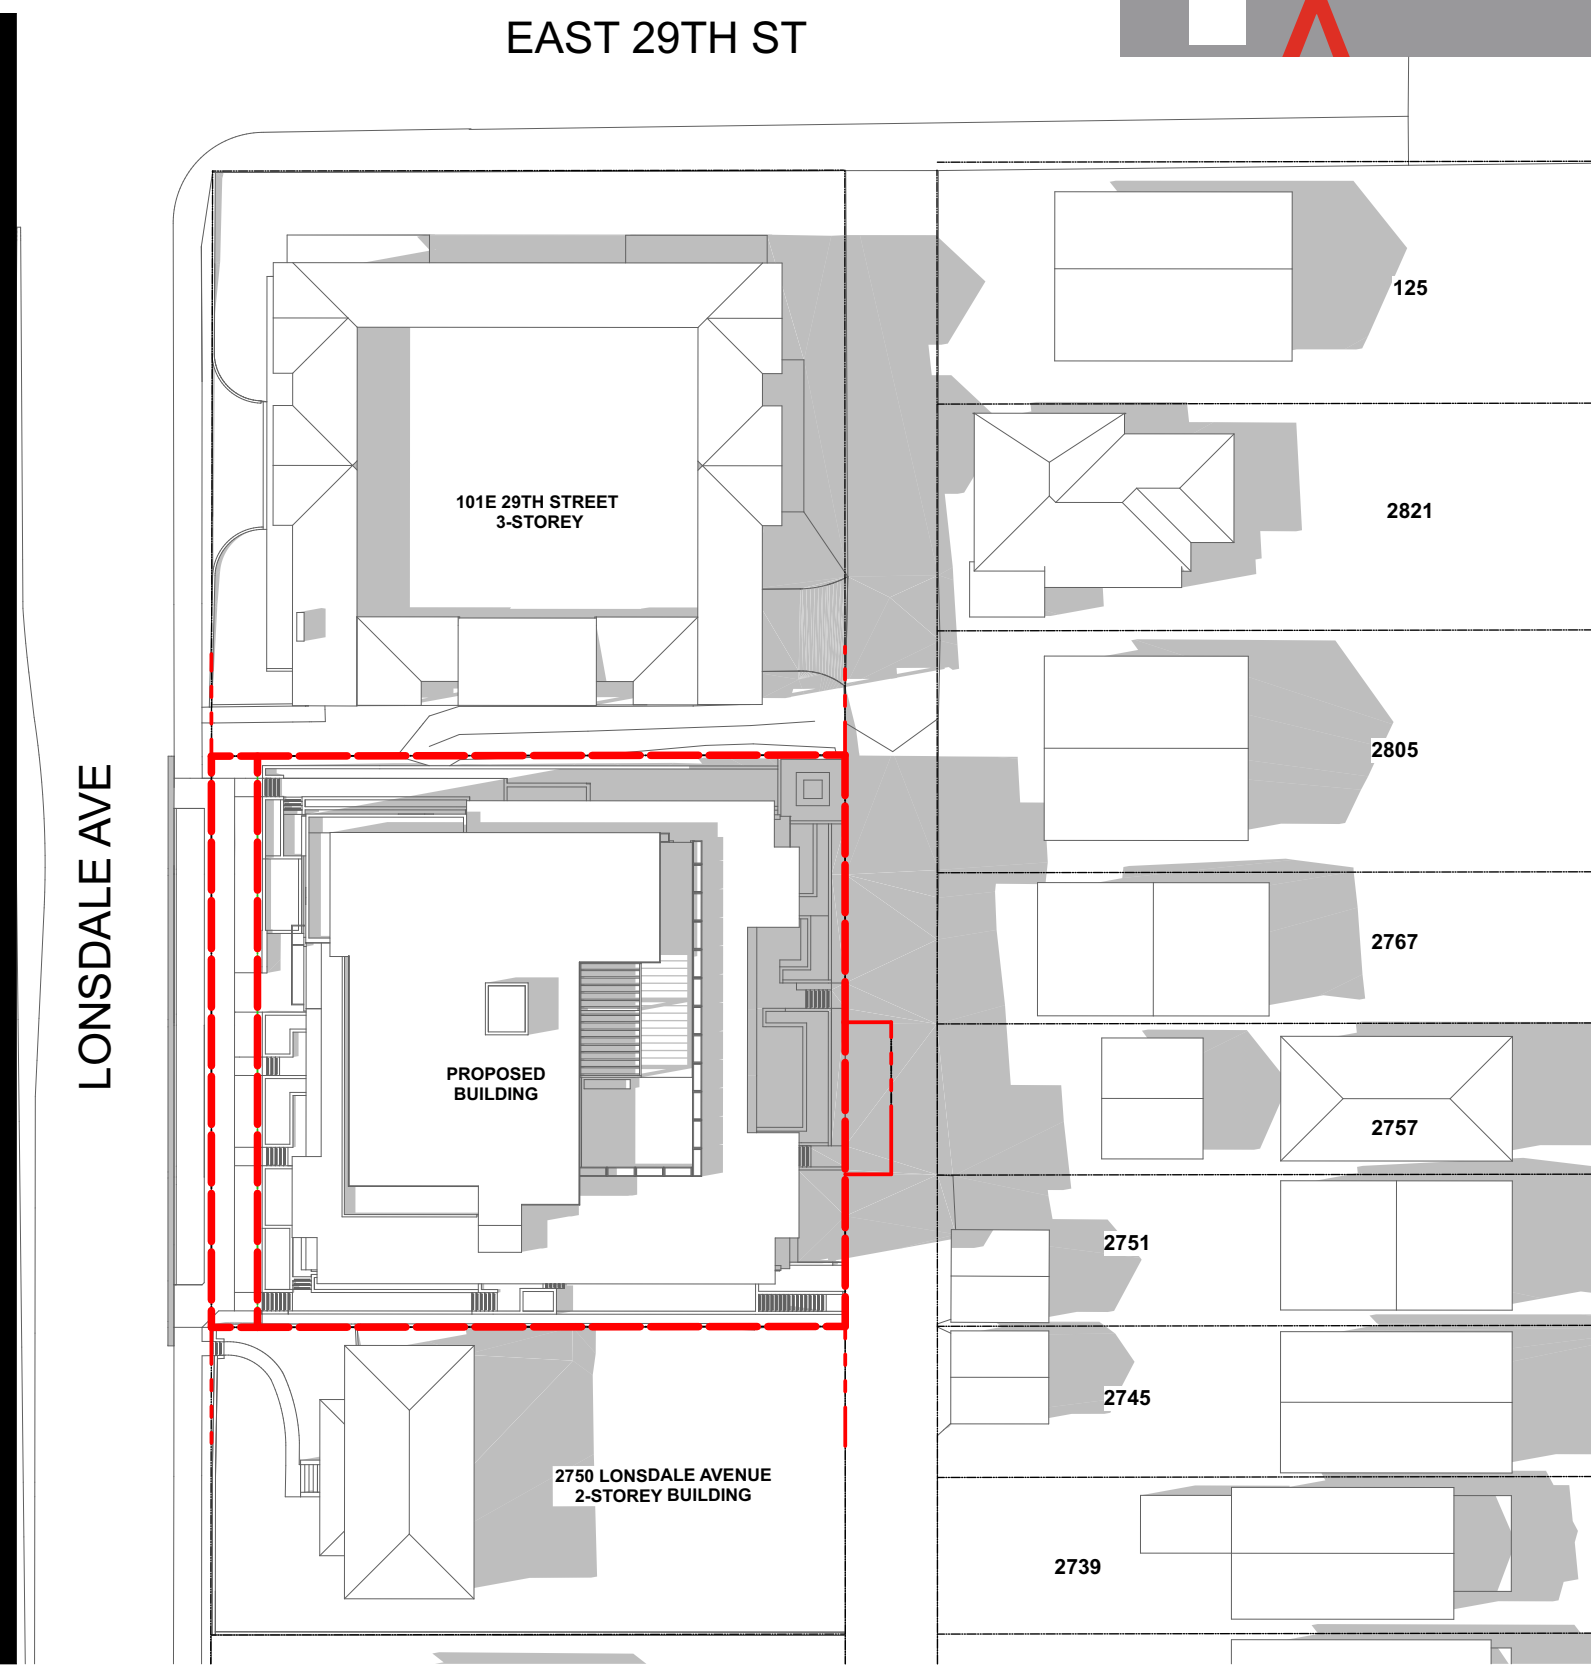 EAST 29TH ST
125
101E 29TH STREET
3-STOREY
2821
2805
LONSDALE AVE
2767
PROPOSED
BUILDING
2757
2751
2745
2750 LONSDALE AVENUE
2-STOREY BUILDING
2739